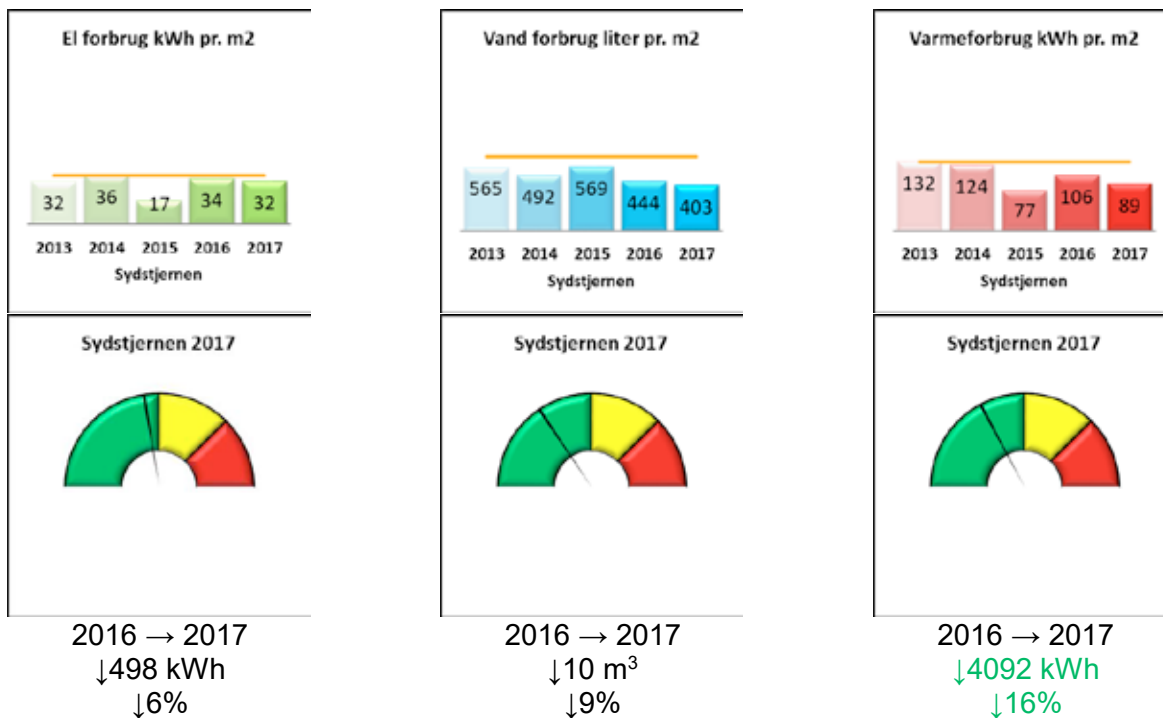 El forbrug kWh pr. m2
32 36 17 34 32
2013 2014 2015 2016 2017
Sydstjernen
Sydstjernen 2017
2016 → 2017
↓498 kWh
↓6%
Vand forbrug liter pr. m2
565 492 569 444 403
2013 2014 2015 2016 2017
Sydstjernen
Sydstjernen 2017
2016 → 2017
↓10 m³
↓9%
Varmeforbrug kWh pr. m2
132 124 77 106 89
2013 2014 2015 2016 2017
Sydstjernen
Sydstjernen 2017
2016 → 2017
↓4092 kWh
↓16%